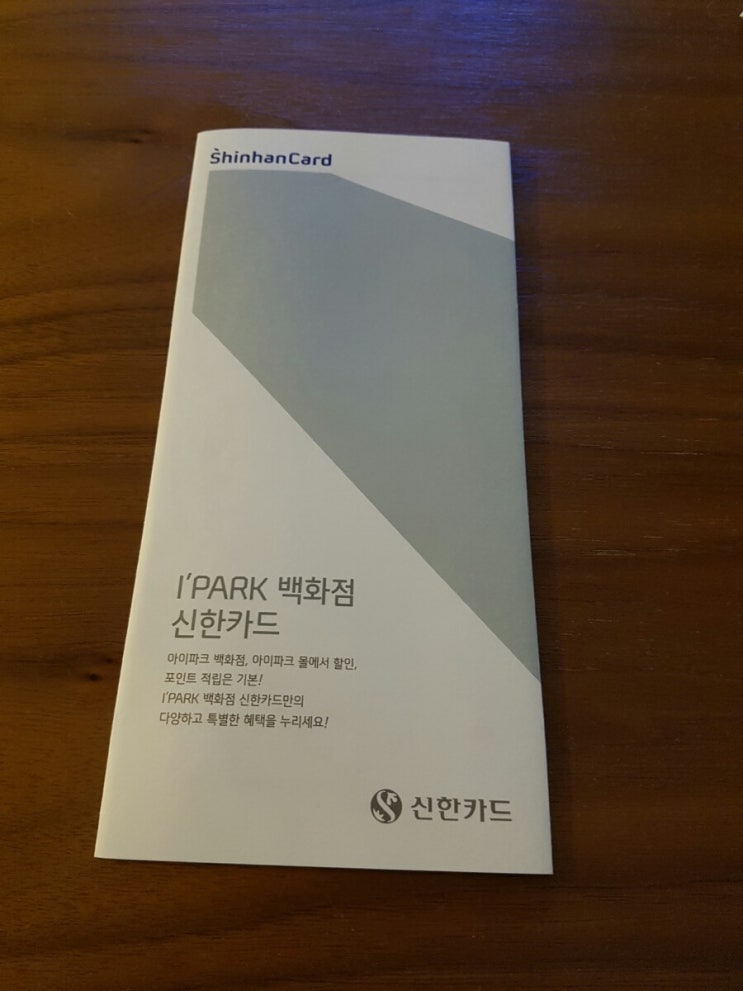 ShinhanCard
I'PARK 백화점
신한카드
아이파크 백화점, 아이파크 몰에서 할인,
포인트 적립은 기본!
I'PARK 백화점 신한카드만의
다양하고 특별한 혜택을 누리세요!
신한카드